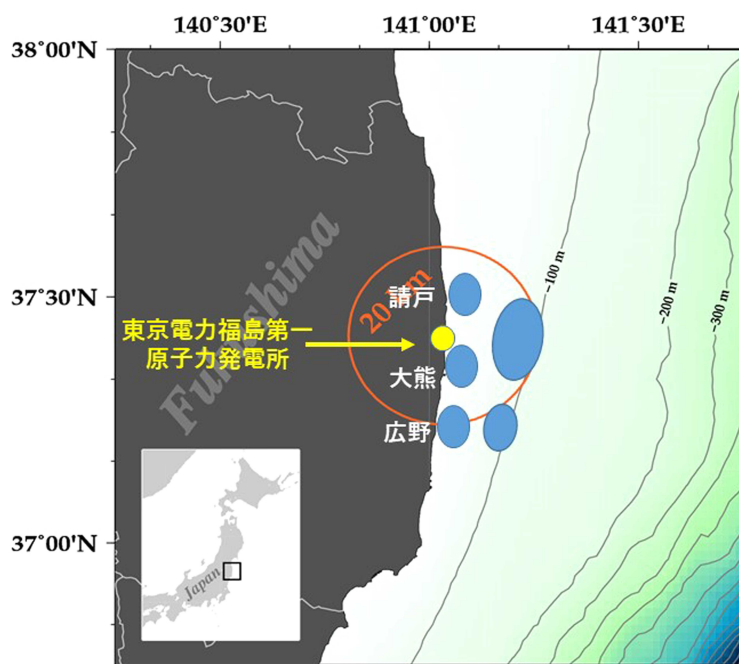 140°30'E
141°00'E
141°30'E
38°00'N
37°30'N
37°00'N
Fukushima
20 km
請戸
東京電力福島第一
原子力発電所
大熊
広野
-100 m
-200 m
-300 m
Japan